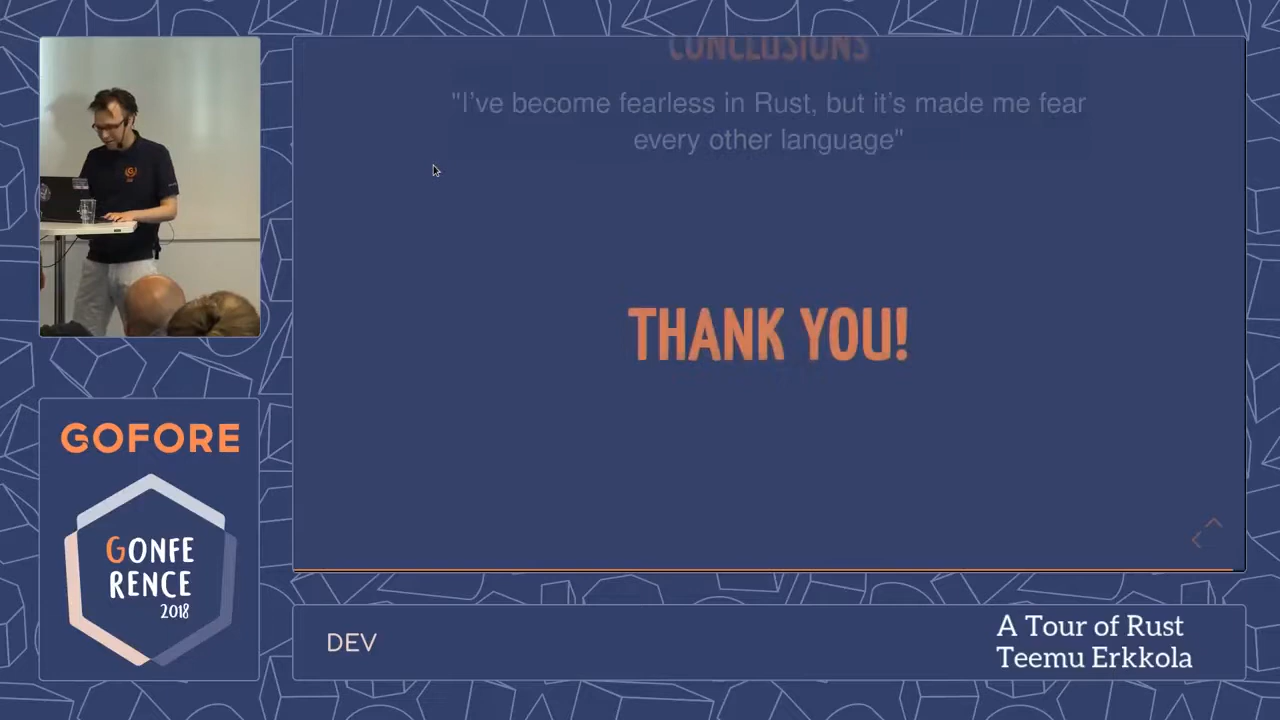 CONCLUSIONS
"I've become fearless in Rust, but it's made me fear
every other language"
THANK YOU!
GOFORE
GONFE
RENCE
2018
DEV
A Tour of Rust
Teemu Erkkola